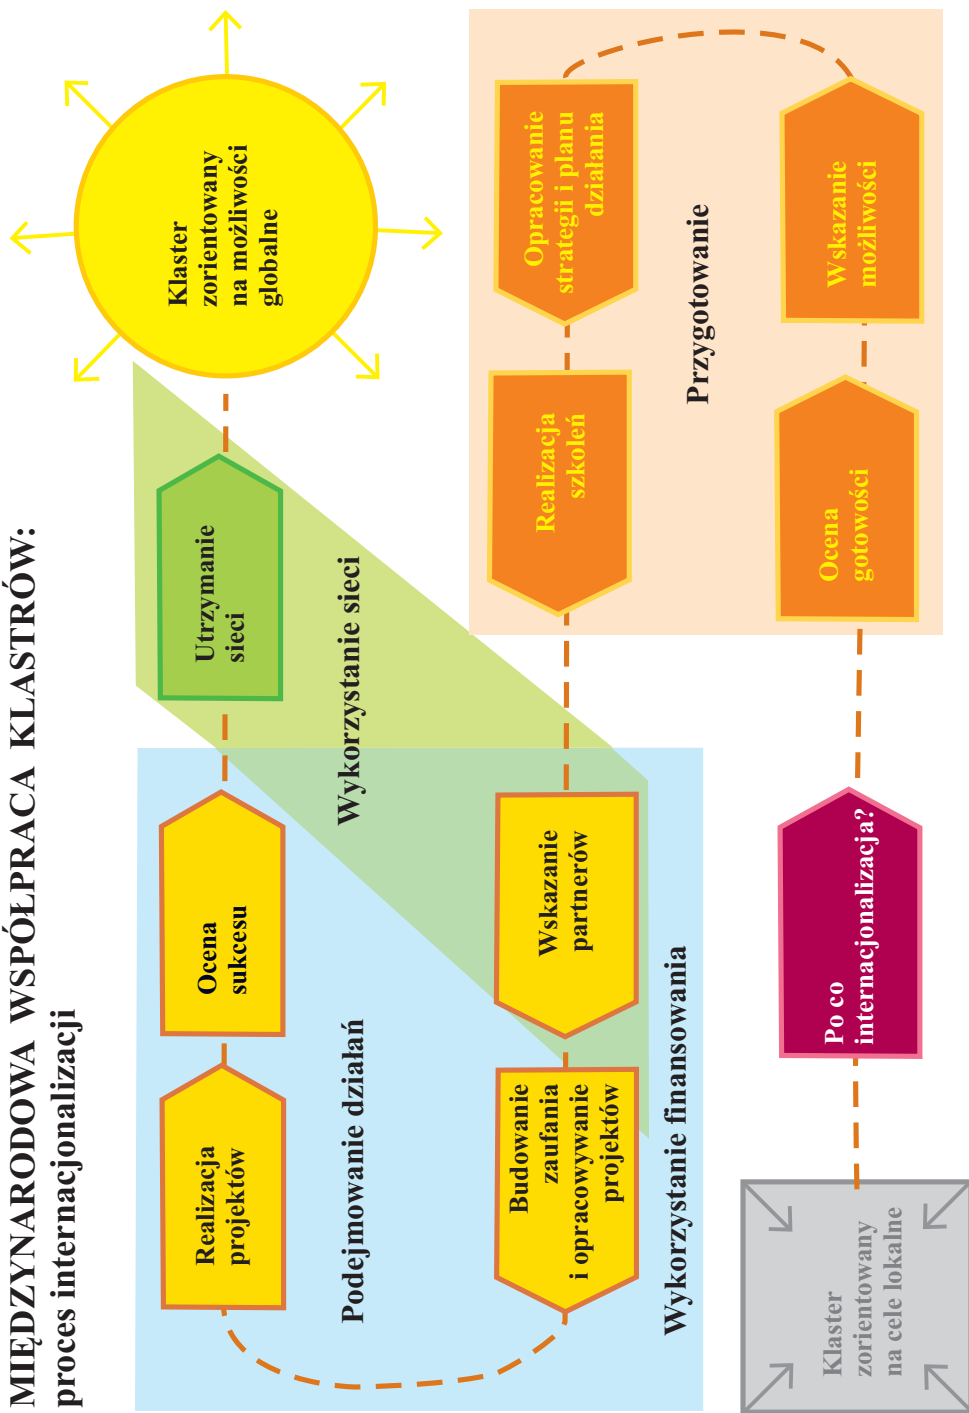 MIĘDZYNARODOWA WSPÓŁPRACA KLASTRÓW:
proces internacjonalizacji
Realizacja
projektów
Ocena
sukcesu
Utrzymanie
sieci
Klaster
zorientowany
na możliwości
globalne
Podejmowanie działań
Wykorzystanie sieci
Budowanie
zaufania
i opracowywanie
projektów
Wskazanie
partnerów
Realizacja
szkoleń
Opracowanie
strategii i planu
działania
Wykorzystanie finansowania
Przygotowanie
Klaster
zorientowany
na cele lokalne
Po co
internacjonalizacja?
Ocena
gotowości
Wskazanie
możliwości